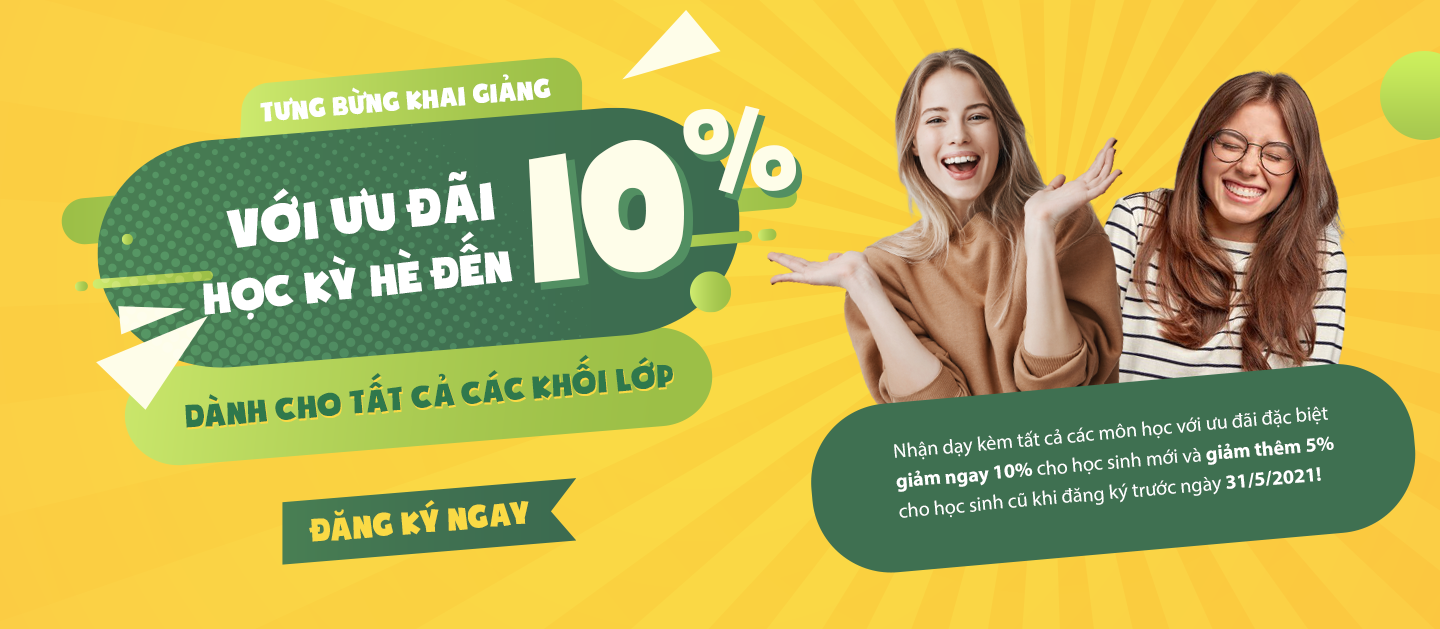 TƯNG BỪNG KHAI GIẢNG
VỚI ƯU ĐÃI
HỌC KỲ HÈ ĐẾN
10%
DÀNH CHO TẤT CẢ CÁC KHỐI LỚP
ĐĂNG KÝ NGAY
Nhận dạy kèm tất cả các môn học với ưu đãi đặc biệt
giảm ngay 10% cho học sinh mới và giảm thêm 5%
cho học sinh cũ khi đăng ký trước ngày 31/5/2021!